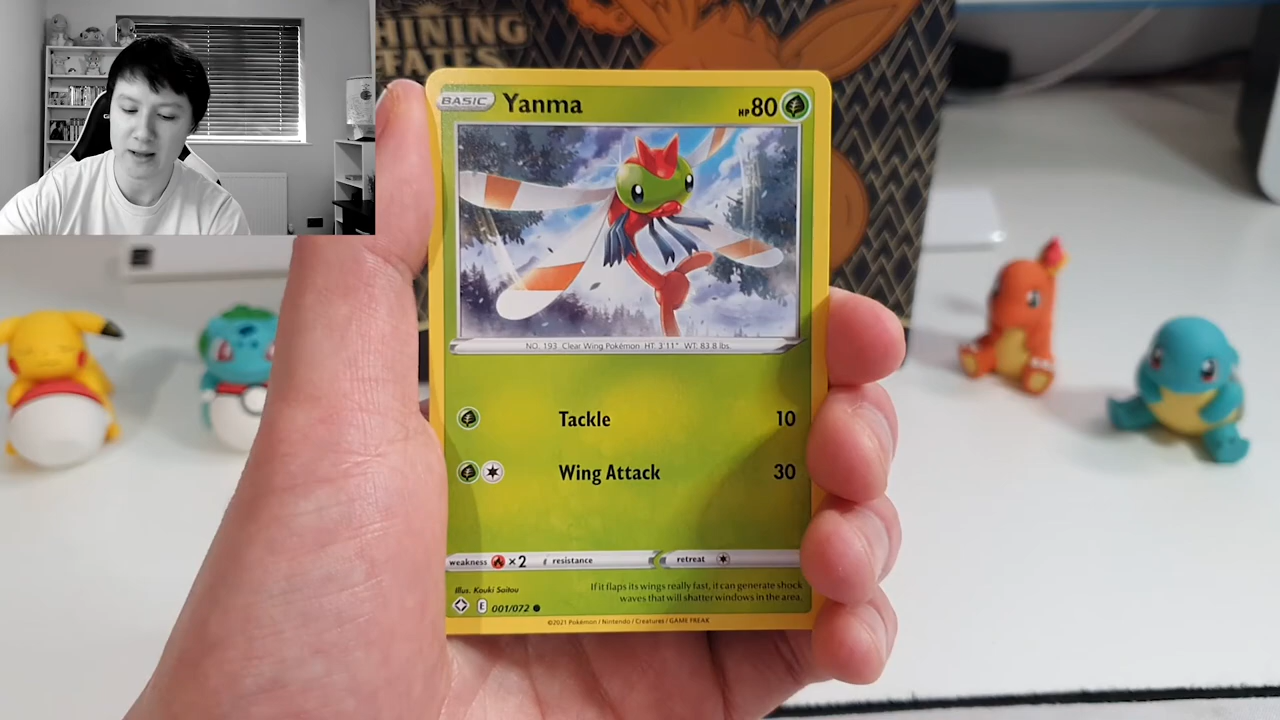 SHINING
FATES
BASIC Yanma HP 80
NO. 193 Clear Wing Pokémon HT: 3'11" WT: 83.8 lbs.
Tackle 10
Wing Attack 30
weakness ×2 resistance retreat
Illus. Kouki Saitou
If it flaps its wings really fast, it can generate shock
waves that will shatter windows in the area.
E 001/072
©2021 Pokémon / Nintendo / Creatures / GAME FREAK